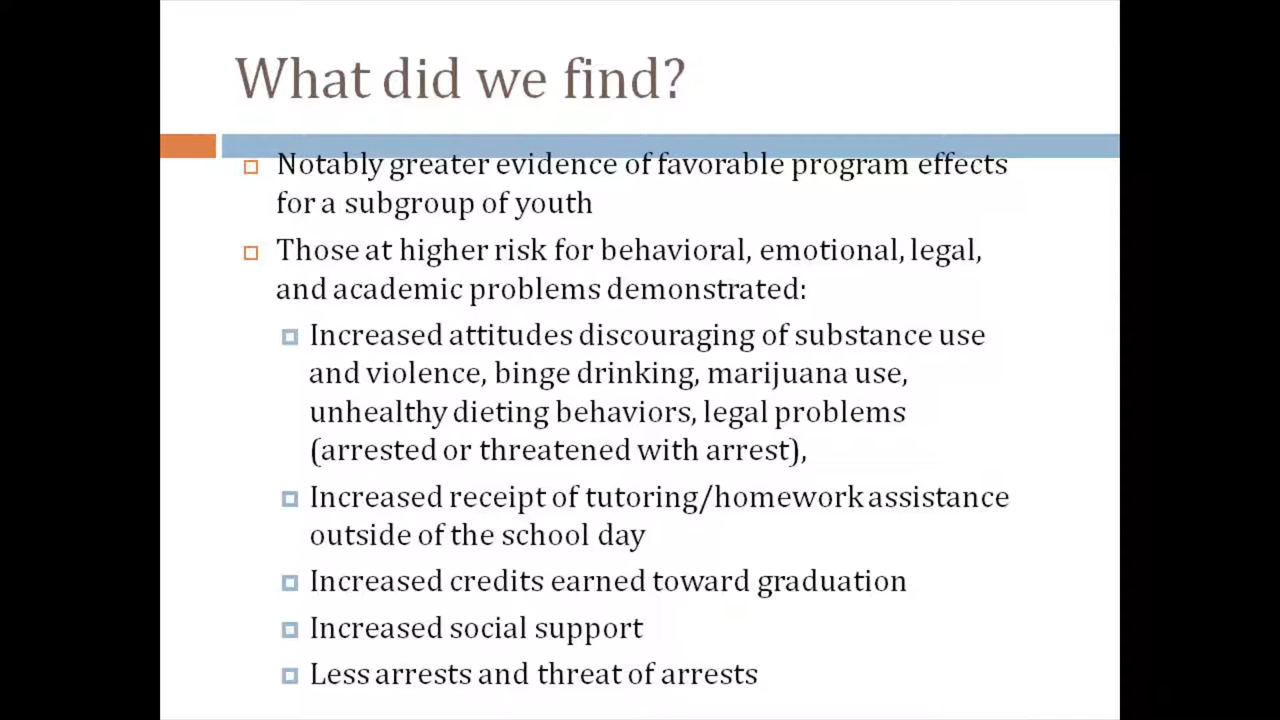 What did we find?
Notably greater evidence of favorable program effects
for a subgroup of youth
Those at higher risk for behavioral, emotional, legal,
and academic problems demonstrated:
Increased attitudes discouraging of substance use
and violence, binge drinking, marijuana use,
unhealthy dieting behaviors, legal problems
(arrested or threatened with arrest),
Increased receipt of tutoring/homework assistance
outside of the school day
Increased credits earned toward graduation
Increased social support
Less arrests and threat of arrests